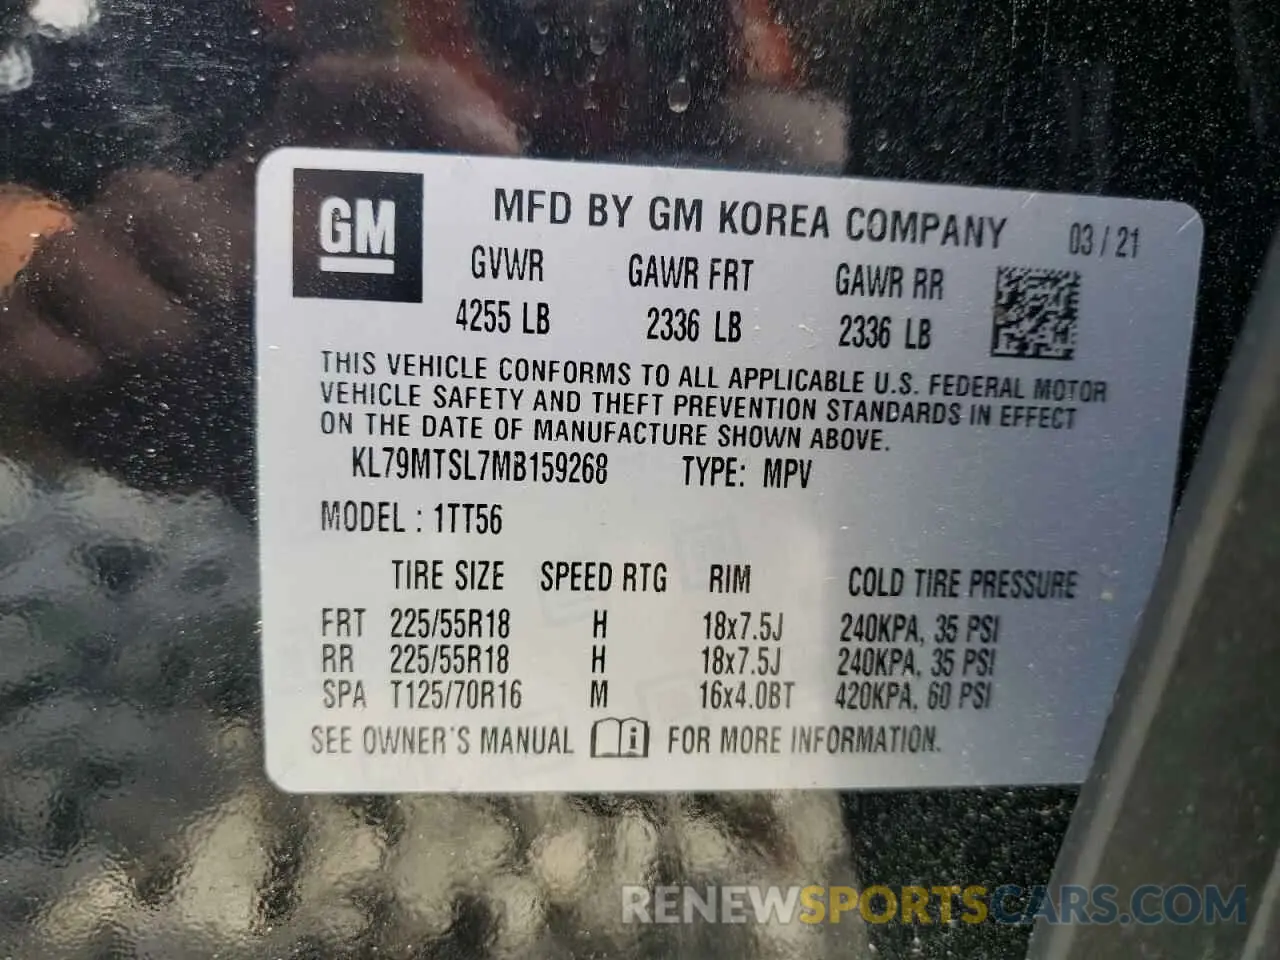 GM
MFD BY GM KOREA COMPANY 03/21
GVWR GAWR FRT GAWR RR
4255 LB 2336 LB 2336 LB
THIS VEHICLE CONFORMS TO ALL APPLICABLE U.S. FEDERAL MOTOR
VEHICLE SAFETY AND THEFT PREVENTION STANDARDS IN EFFECT
ON THE DATE OF MANUFACTURE SHOWN ABOVE.
KL79MTSL7MB159268 TYPE: MPV
MODEL : 1TT56
TIRE SIZE SPEED RTG RIM COLD TIRE PRESSURE
FRT 225/55R18 H 18x7.5J 240KPA, 35 PSI
RR 225/55R18 H 18x7.5J 240KPA, 35 PSI
SPA T125/70R16 M 16x4.0BT 420KPA, 60 PSI
SEE OWNER'S MANUAL i FOR MORE INFORMATION.
RENEWSPORTSCARS.COM